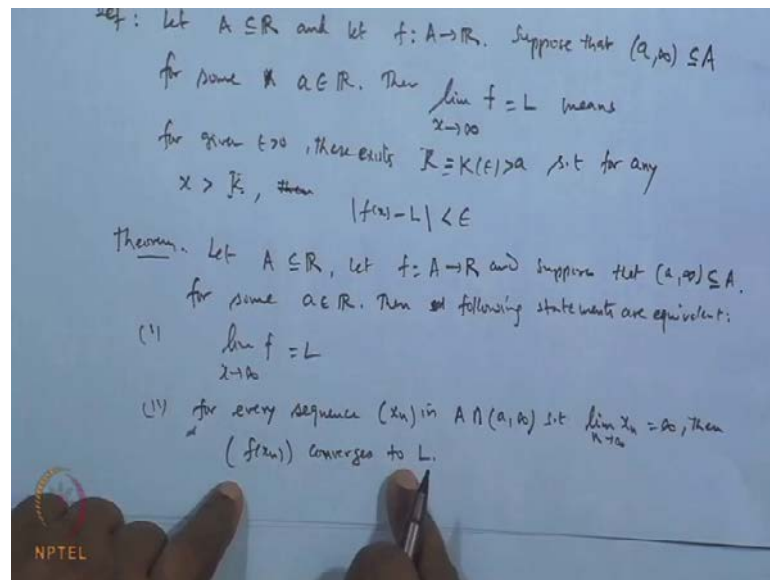 Def: Let A ⊆ ℝ and let f: A→ℝ. Suppose that (a,∞) ⊆ A
for some a ∈ ℝ. Then lim f = L means
x→∞
for given ε>0, there exists K = K(ε)>a s.t for any
x > K, then
|f(x) - L| < ε
Theorem. Let A ⊆ ℝ, let f: A→ℝ and suppose that (a,∞) ⊆ A.
for some a ∈ ℝ. Then following statements are equivalent:
(i) lim f = L
x→∞
(ii) for every sequence (xn) in A ∩ (a,∞) s.t lim xn = ∞, then
n→∞
(f(xn)) converges to L.
NPTEL